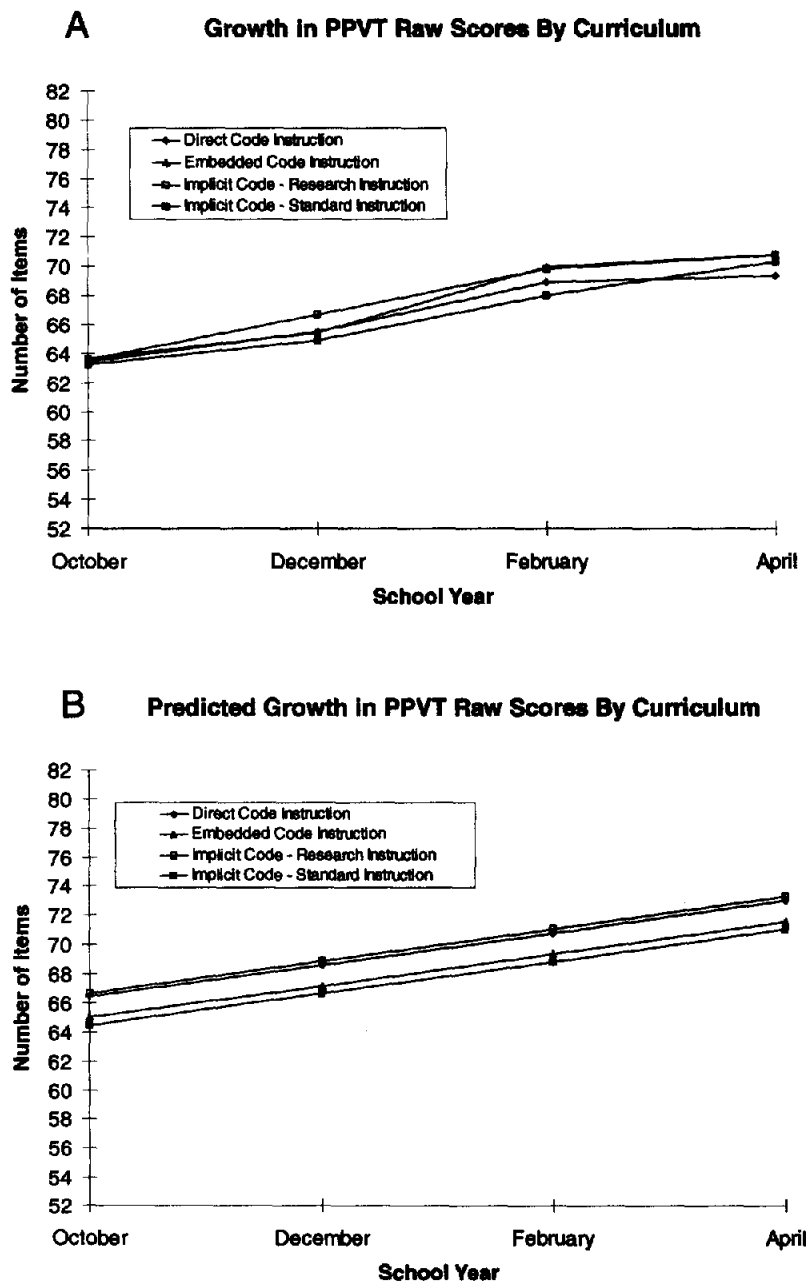 A Growth in PPVT Raw Scores By Curriculum
82
80
78
76
74
72
70
68
66
64
62
60
58
56
54
52
Direct Code Instruction
Embedded Code Instruction
Implicit Code - Research Instruction
Implicit Code - Standard Instruction
Number of Items
October December February April
School Year
B Predicted Growth in PPVT Raw Scores By Curriculum
82
80
78
76
74
72
70
68
66
64
62
60
58
56
54
52
Direct Code Instruction
Embedded Code Instruction
Implicit Code - Research Instruction
Implicit Code - Standard Instruction
Number of Items
October December February April
School Year